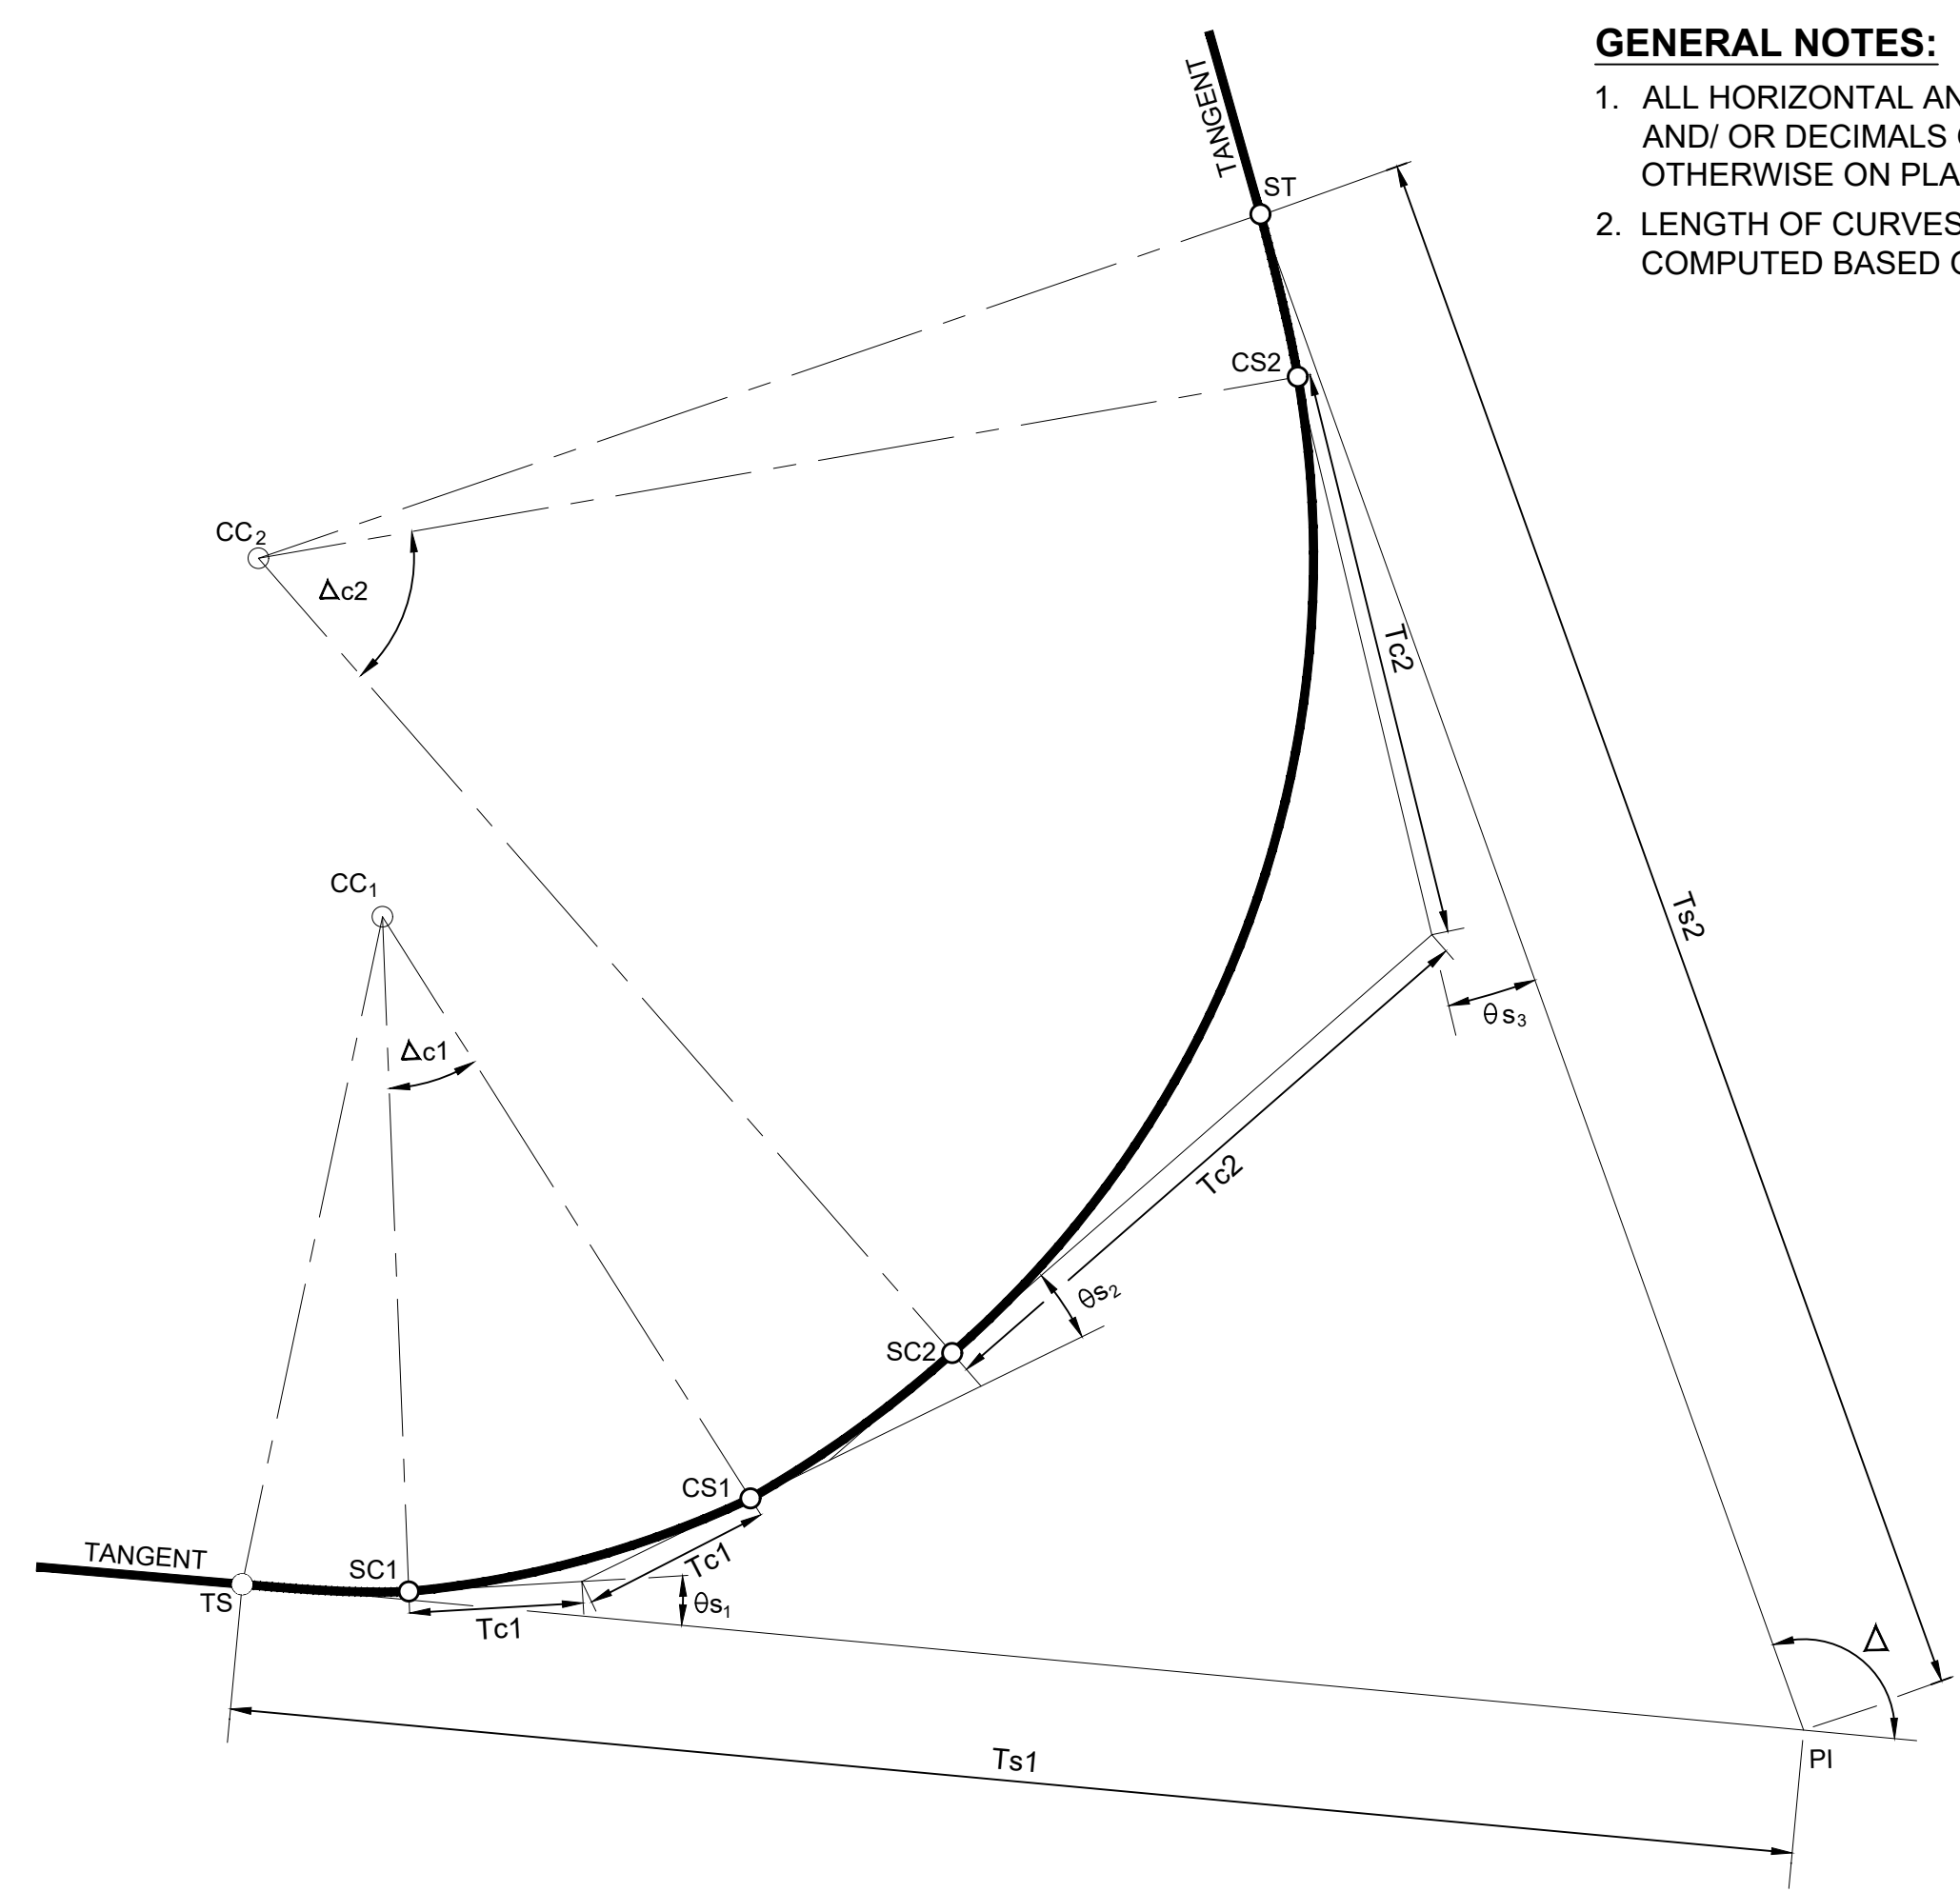 GENERAL NOTES:
1. ALL HORIZONTAL AN
AND/ OR DECIMALS
OTHERWISE ON PLA
2. LENGTH OF CURVES
COMPUTED BASED
TANGENT
ST
CS2
CC2
Δc2
Tc2
CC1
Ts2
Δc1
θs3
Tc2
θs2
SC2
CS1
TANGENT
SC1
Tc1
TS
θs1
Tc1
Δ
Ts1
PI